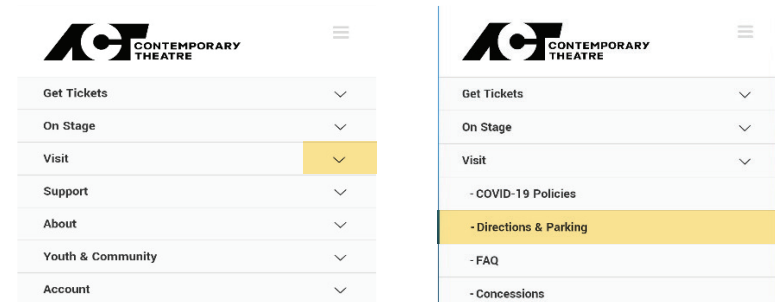 ACT
CONTEMPORARY
THEATRE
Get Tickets
On Stage
Visit
Support
About
Youth & Community
Account
ACT
CONTEMPORARY
THEATRE
Get Tickets
On Stage
Visit
- COVID-19 Policies
- Directions & Parking
- FAQ
- Concessions